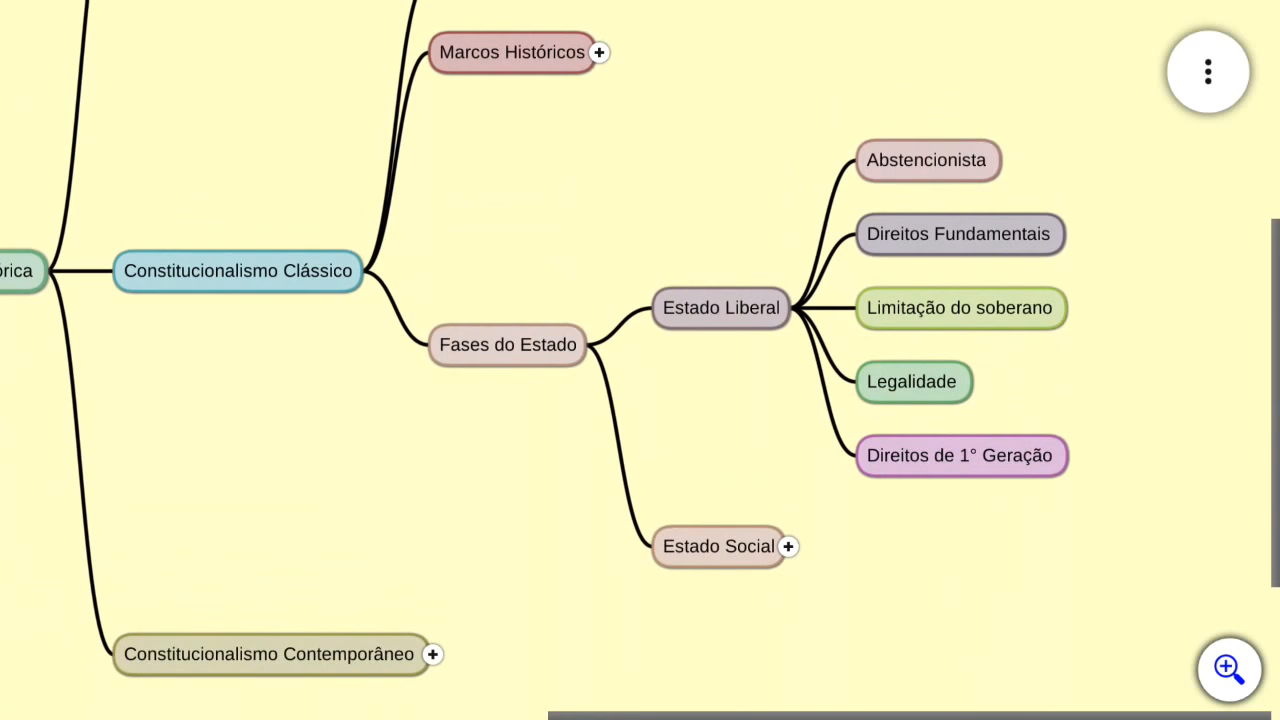 Marcos Históricos
Abstencionista
Direitos Fundamentais
órica
Constitucionalismo Clássico
Estado Liberal
Limitação do soberano
Fases do Estado
Legalidade
Direitos de 1° Geração
Estado Social
Constitucionalismo Contemporâneo